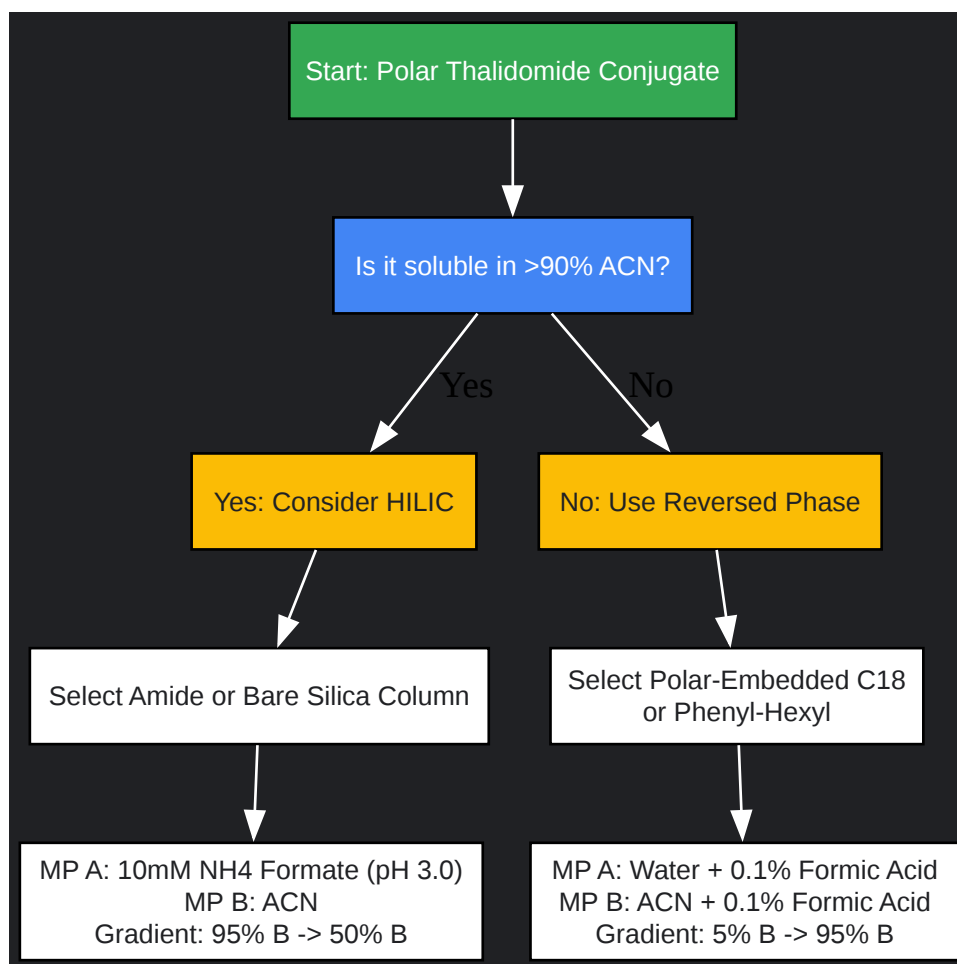 Start: Polar Thalidomide Conjugate
Is it soluble in >90% ACN?
Yes
No
Yes: Consider HILIC
No: Use Reversed Phase
Select Amide or Bare Silica Column
Select Polar-Embedded C18
or Phenyl-Hexyl
MP A: 10mM NH4 Formate (pH 3.0)
MP B: ACN
Gradient: 95% B -> 50% B
MP A: Water + 0.1% Formic Acid
MP B: ACN + 0.1% Formic Acid
Gradient: 5% B -> 95% B